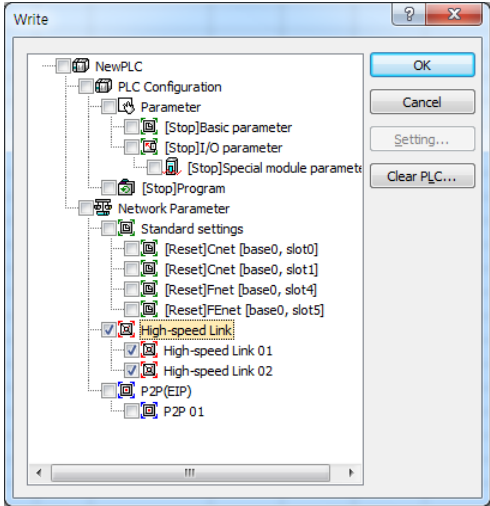 Write
NewPLC
PLC Configuration
Parameter
[Stop]Basic parameter
[Stop]I/O parameter
[Stop]Special module paramete
[Stop]Program
Network Parameter
Standard settings
[Reset]Cnet [base0, slot0]
[Reset]Cnet [base0, slot1]
[Reset]Fnet [base0, slot4]
[Reset]FEnet [base0, slot5]
High-speed Link
High-speed Link 01
High-speed Link 02
P2P(EIP)
P2P 01
OK
Cancel
Setting...
Clear PLC...